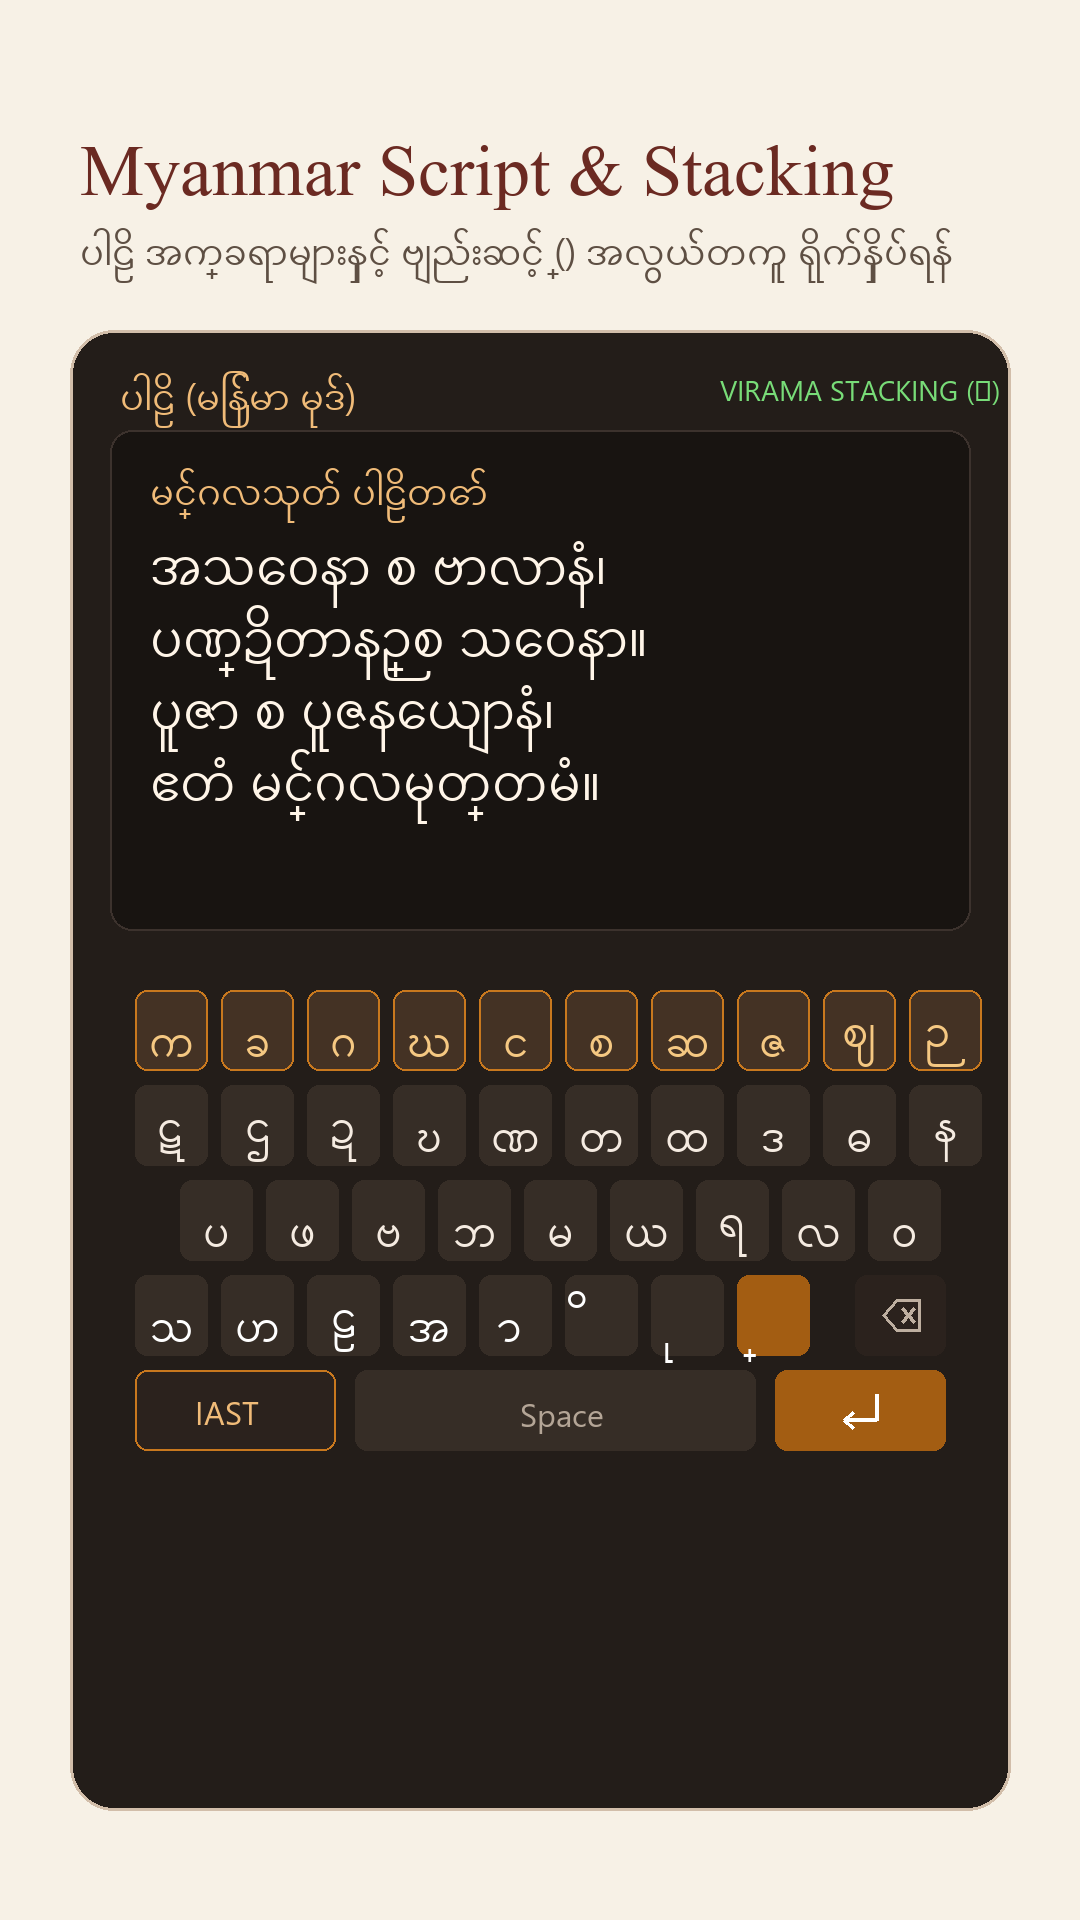 Myanmar Script & Stacking
ပါဠိ အက္ခရာများနှင့် ဗျည်းဆင့် (္) အလွယ်တကူ ရိုက်နှိပ်ရန်
ပါဠိ (မြန်မာ မုဒ်) VIRAMA STACKING (္)
မင်္ဂလသုတ် ပါဠိတော်
အသေဝနာ စ ဗာလာနံ၊
ပဏ္ဍိတာနဉ္စ သေဝနာ။
ပူဇာ စ ပူဇနေယျာနံ၊
ဧတံ မင်္ဂလမုတ္တမံ။
က ခ ဂ ဃ င စ ဆ ဇ ဈ ဉ
ဋ ဌ ဍ ဎ ဏ တ ထ ဒ ဓ န
ပ ဖ ဗ ဘ မ ယ ရ လ ဝ
သ ဟ ဠ အ ာ ိ ု ္
IAST Space